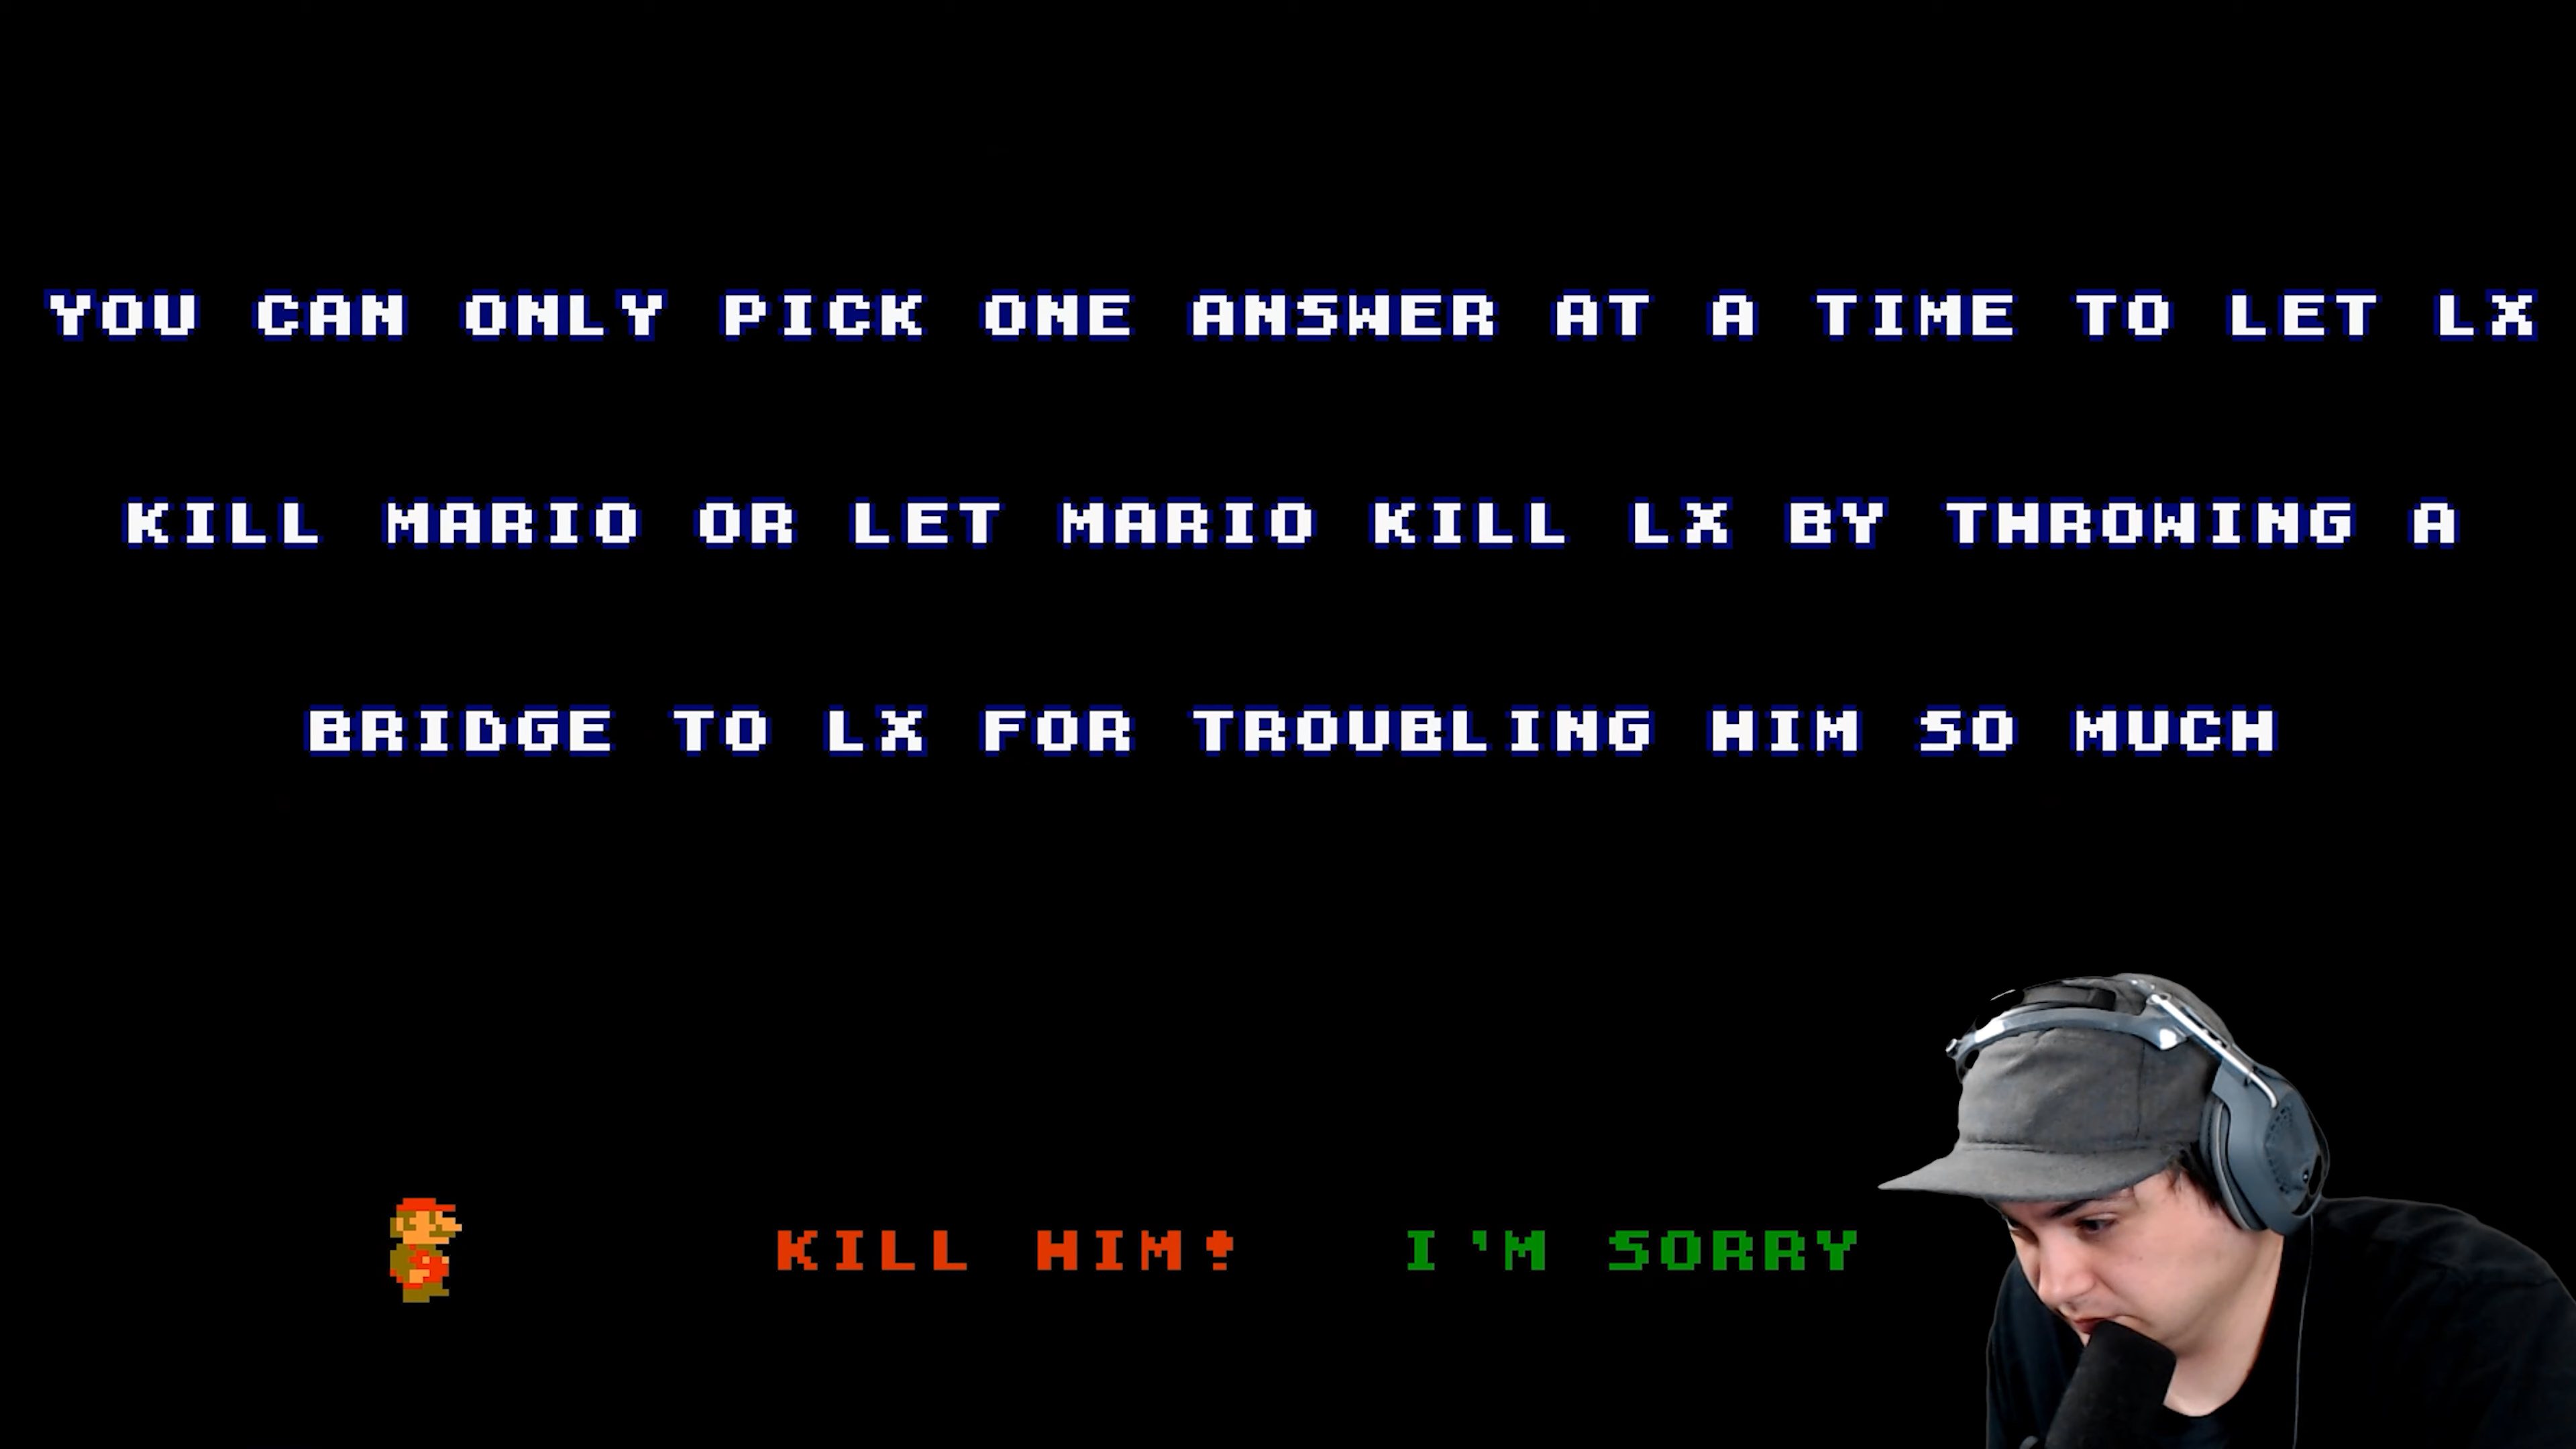 YOU CAN ONLY PICK ONE ANSWER AT A TIME TO LET LX
KILL MARIO OR LET MARIO KILL LX BY THROWING A
BRIDGE TO LX FOR TROUBLING HIM SO MUCH
KILL HIM! I'M SORRY